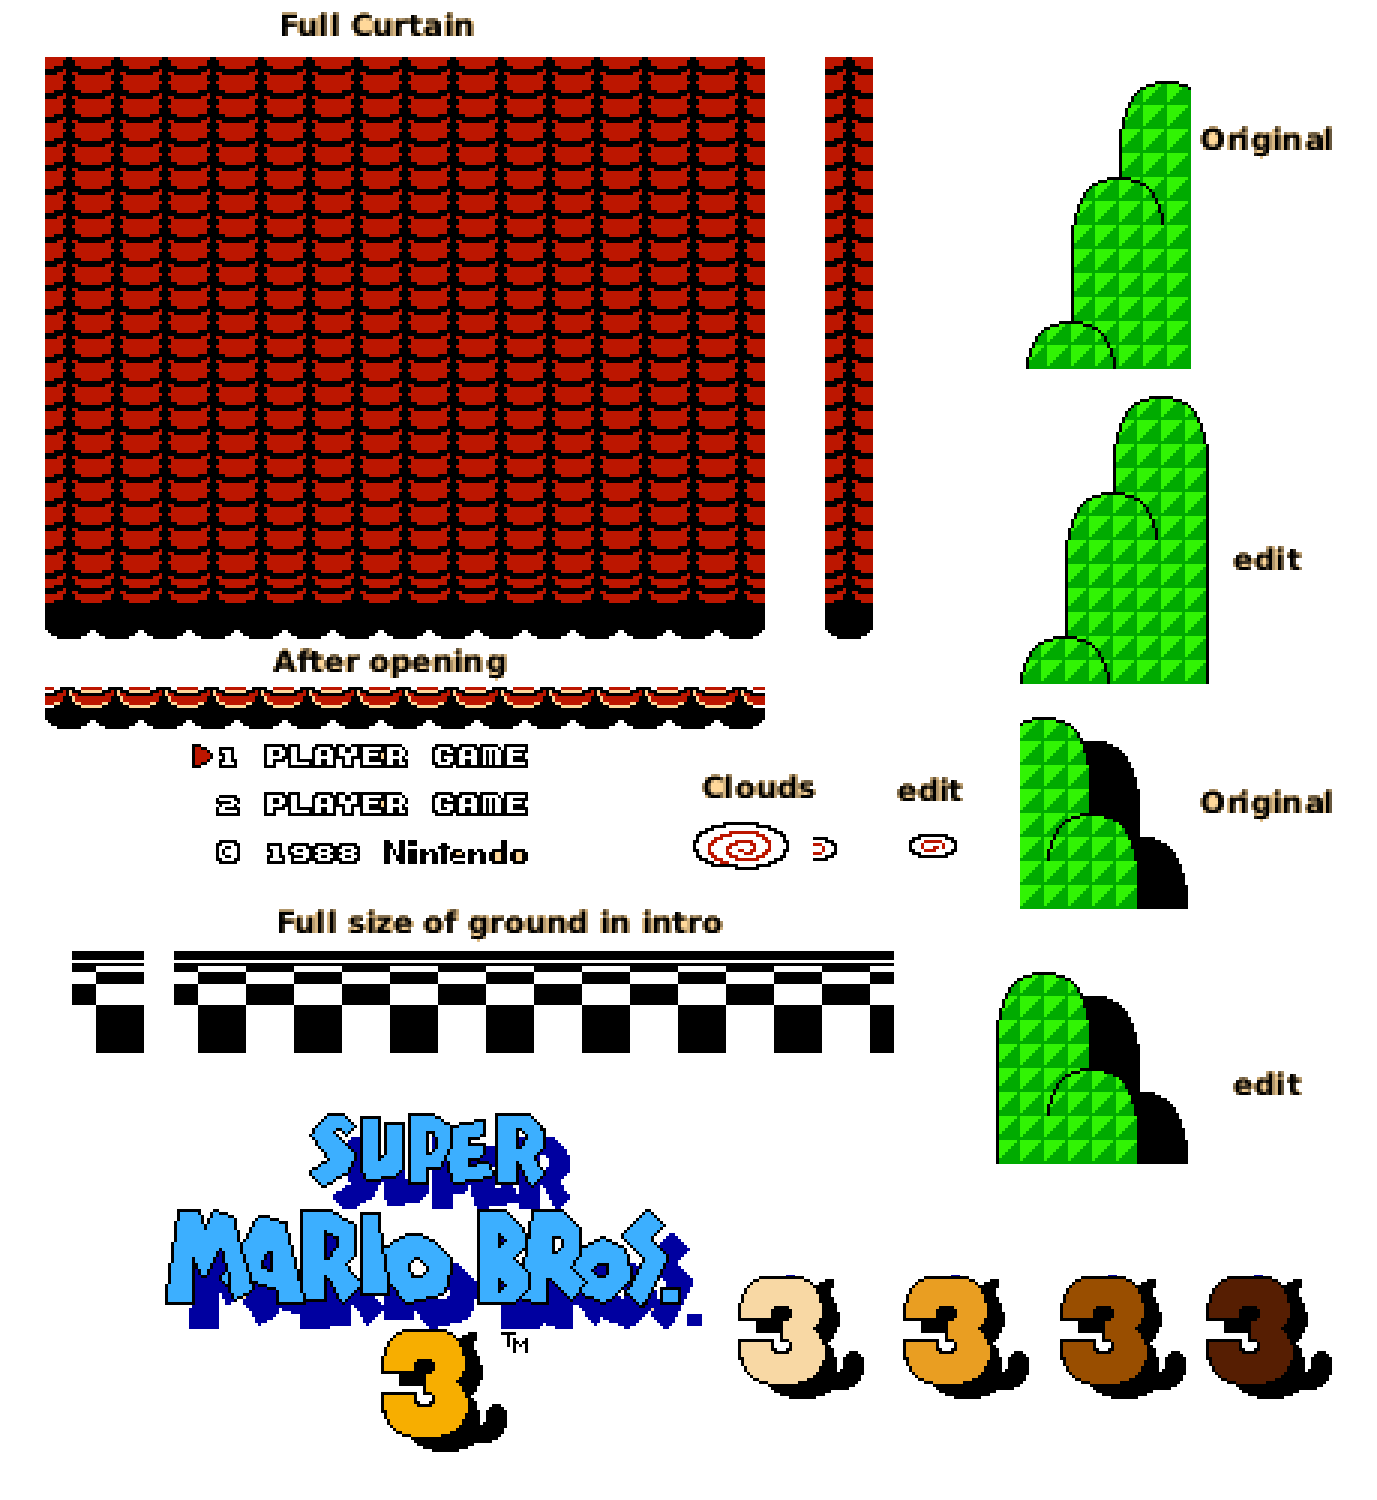 Full Curtain
Original
edit
After opening
1 PLAYER GAME
2 PLAYER GAME
© 1988 Nintendo
Clouds
edit
Original
Full size of ground in intro
edit
SUPER
MARIO BROS.
3 TM
3 3 3 3